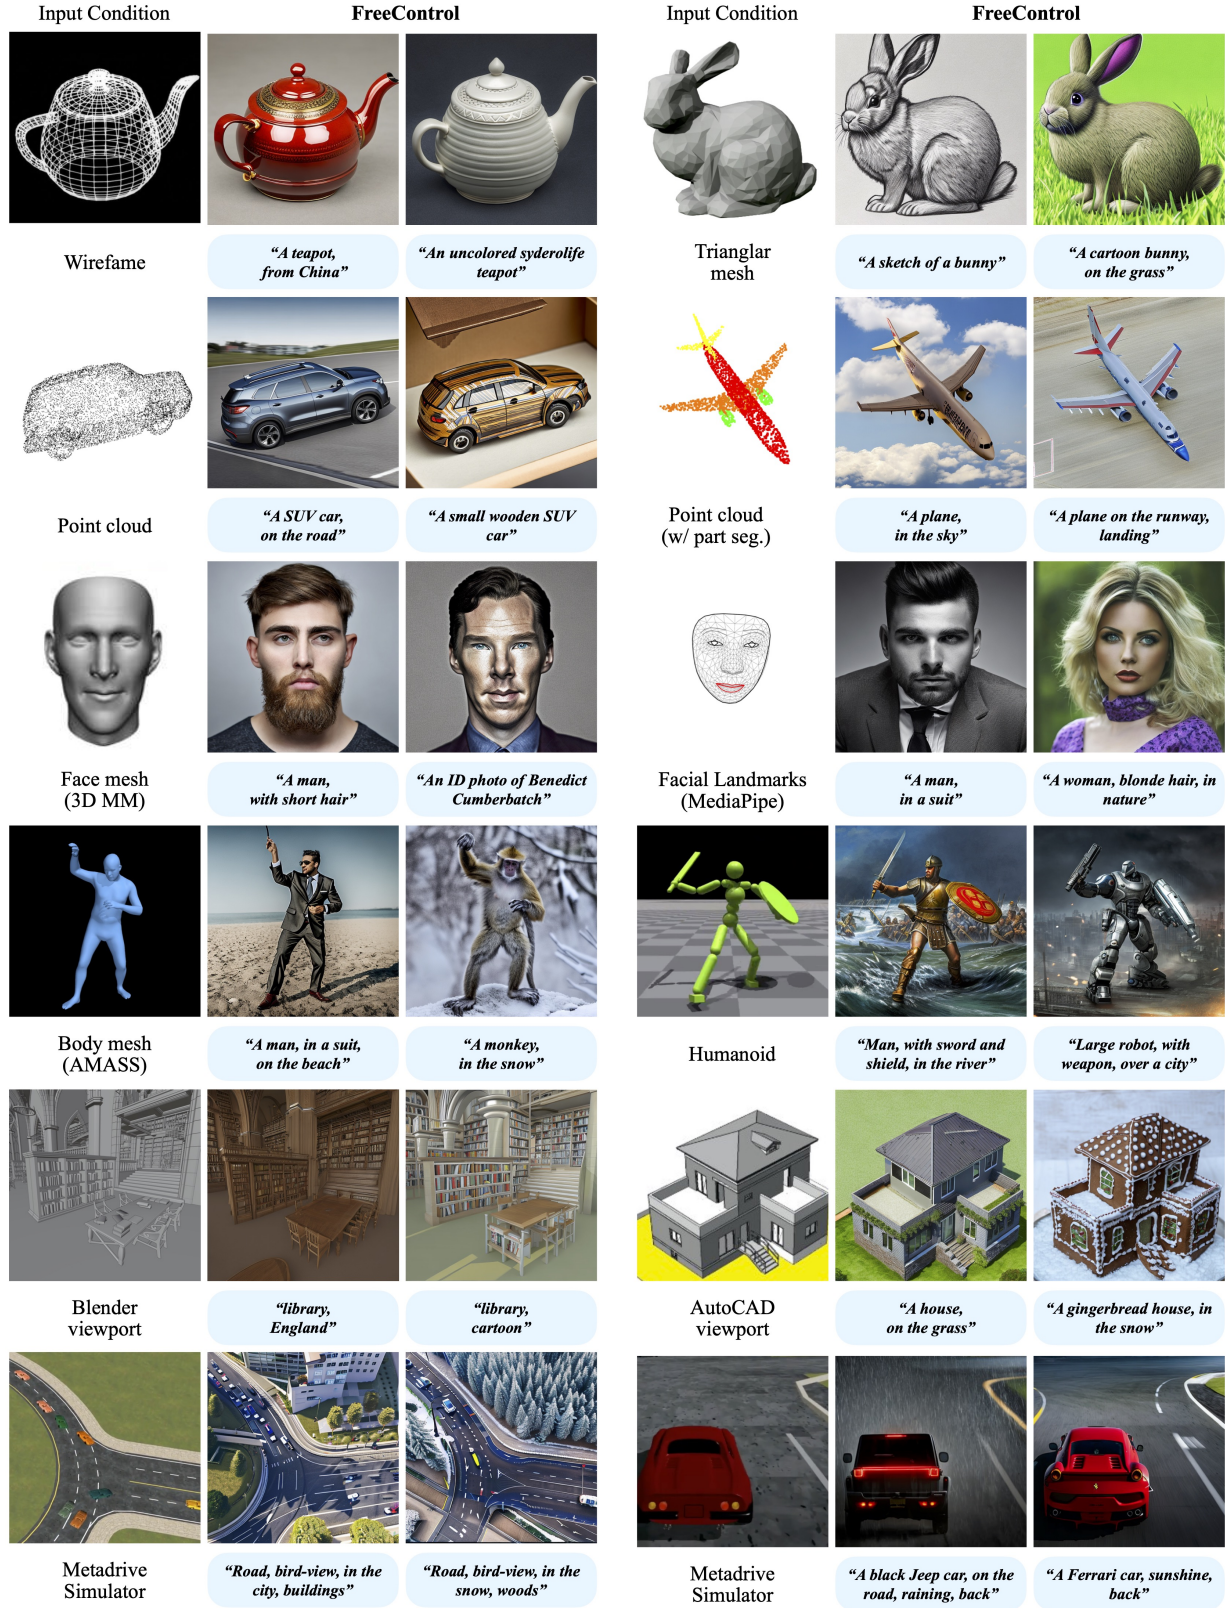 Input Condition
FreeControl
Input Condition
FreeControl
Wirefame
“A teapot,
from China”
“An uncolored syderolife
teapot”
Trianglar
mesh
“A sketch of a bunny”
“A cartoon bunny,
on the grass”
Point cloud
“A SUV car,
on the road”
“A small wooden SUV
car”
Point cloud
(w/ part seg.)
“A plane,
in the sky”
“A plane on the runway,
landing”
Face mesh
(3D MM)
“A man,
with short hair”
“An ID photo of Benedict
Cumberbatch”
Facial Landmarks
(MediaPipe)
“A man,
in a suit”
“A woman, blonde hair, in
nature”
Body mesh
(AMASS)
“A man, in a suit,
on the beach”
“A monkey,
in the snow”
Humanoid
“Man, with sword and
shield, in the river”
“Large robot, with
weapon, over a city”
Blender
viewport
“library,
England”
“library,
cartoon”
AutoCAD
viewport
“A house,
on the grass”
“A gingerbread house, in
the snow”
Metadrive
Simulator
“Road, bird-view, in the
city, buildings”
“Road, bird-view, in the
snow, woods”
Metadrive
Simulator
“A black Jeep car, on the
road, raining, back”
“A Ferrari car, sunshine,
back”